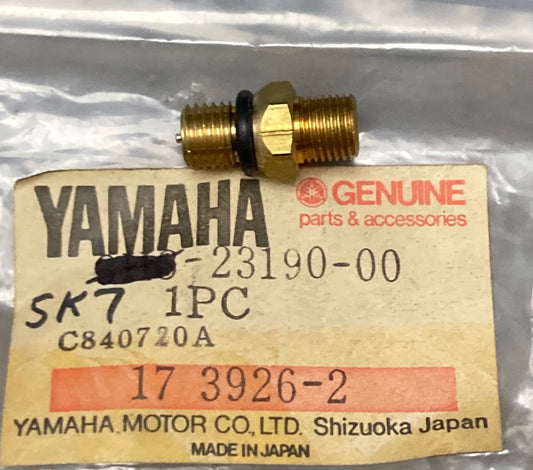 YAMAHA
GENUINE
parts & accessories
-23190-00
5K7 1PC
C840720A
17 3926-2
YAMAHA MOTOR CO., LTD. Shizuoka Japan
MADE IN JAPAN